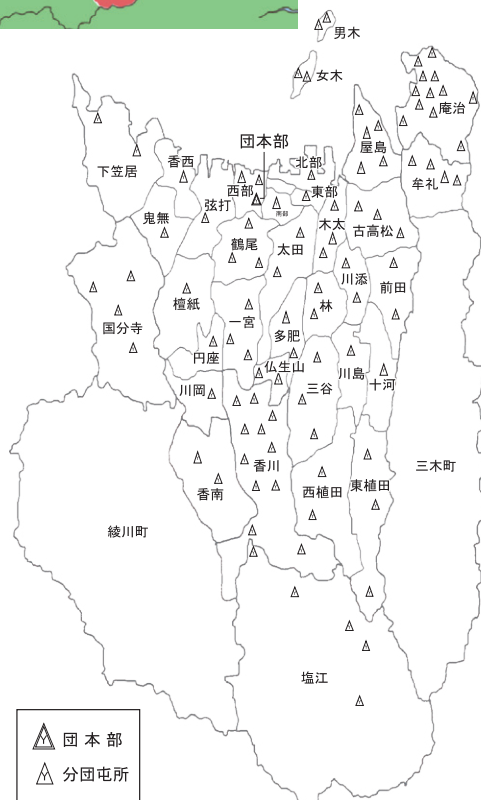 男木
女木
庵治
団本部
屋島
北部
香西
下笠居
西部
東部
牟礼
弦打
南部
鬼無
木太
古高松
鶴尾
太田
川添
前田
檀紙
林
国分寺
一宮
多肥
円座
仏生山
川島
十河
川岡
三谷
香川
三木町
香南
西植田
東植田
綾川町
塩江
団本部
分団屯所